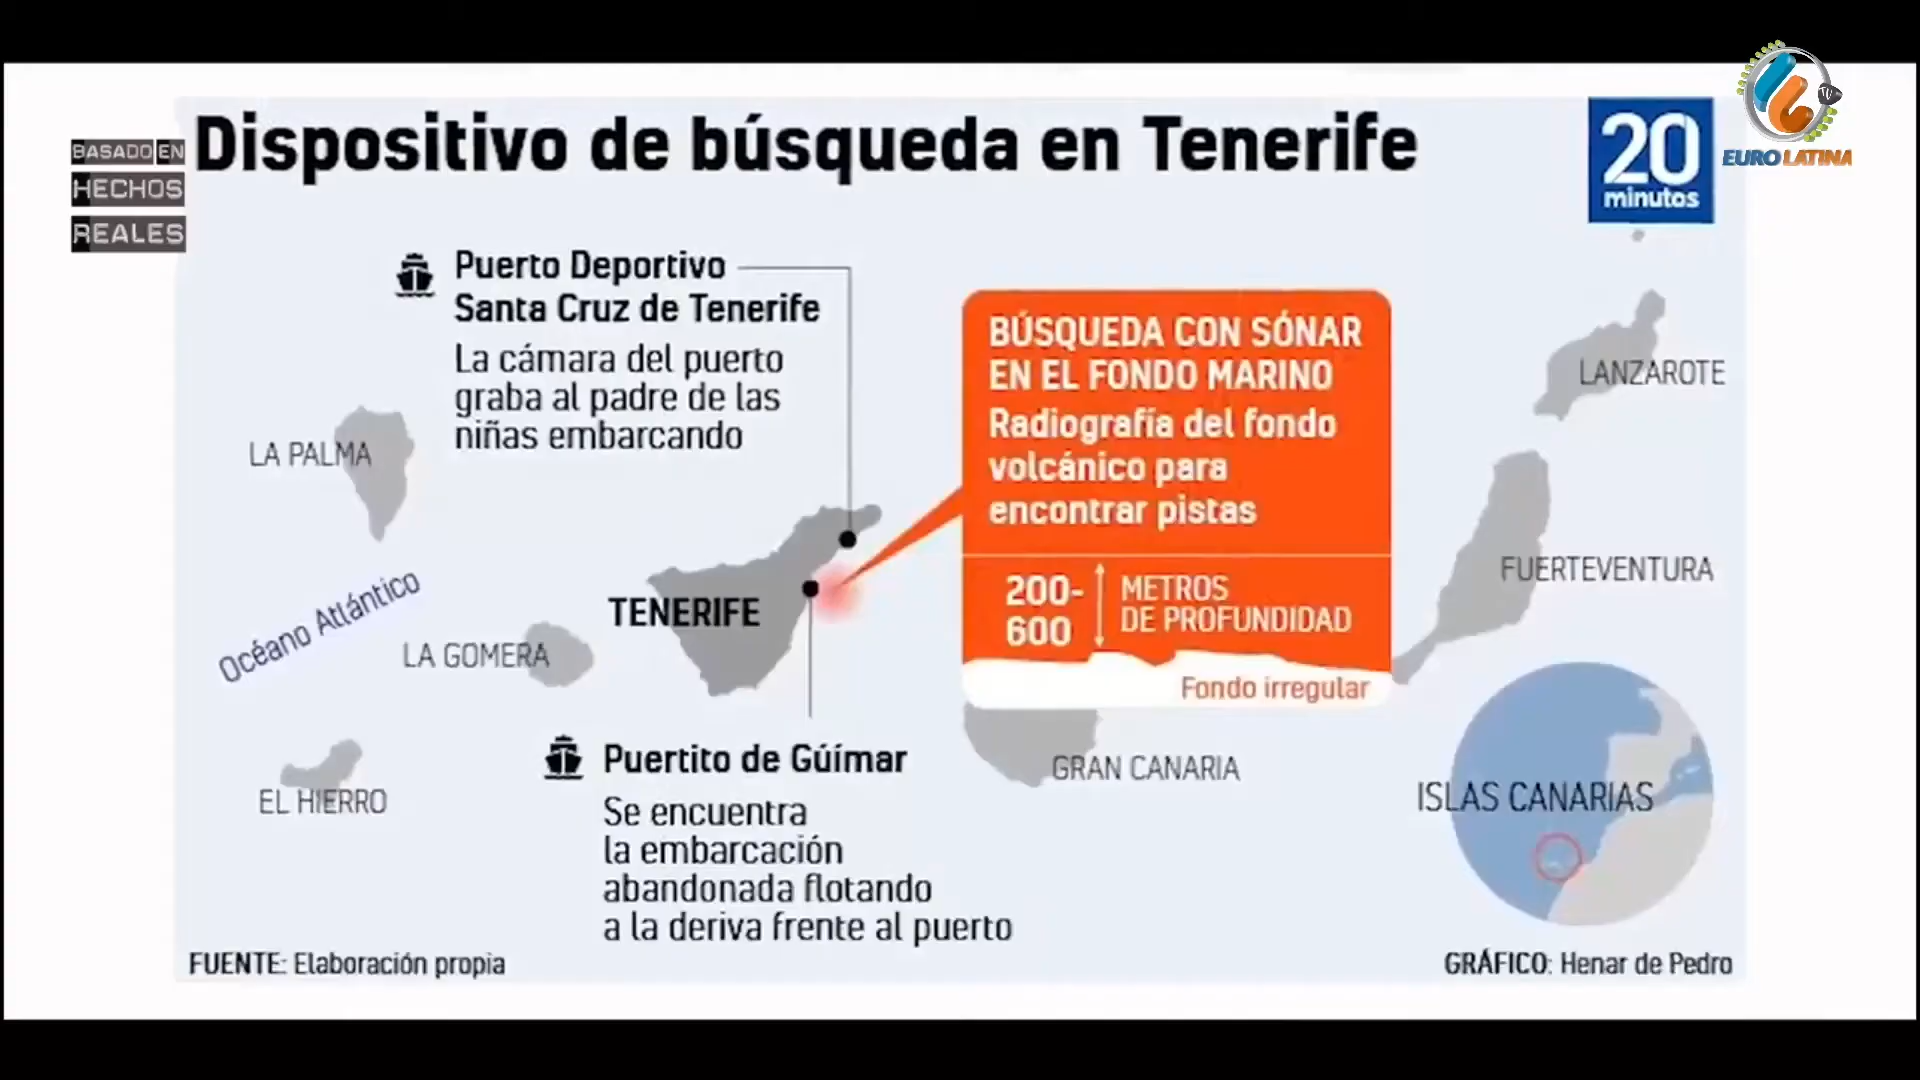 BASADO EN
HECHOS
REALES
Dispositivo de búsqueda en Tenerife
20
minutos
TV
EURO LATINA
Puerto Deportivo
Santa Cruz de Tenerife
La cámara del puerto
graba al padre de las
niñas embarcando
BÚSQUEDA CON SÓNAR
EN EL FONDO MARINO
Radiografía del fondo
volcánico para
encontrar pistas
200-
600
METROS
DE PROFUNDIDAD
Fondo irregular
LANZAROTE
LA PALMA
FUERTEVENTURA
Océano Atlántico
TENERIFE
LA GOMERA
EL HIERRO
GRAN CANARIA
ISLAS CANARIAS
Puertito de Gúímar
Se encuentra
la embarcación
abandonada flotando
a la deriva frente al puerto
FUENTE: Elaboración propia
GRÁFICO: Henar de Pedro